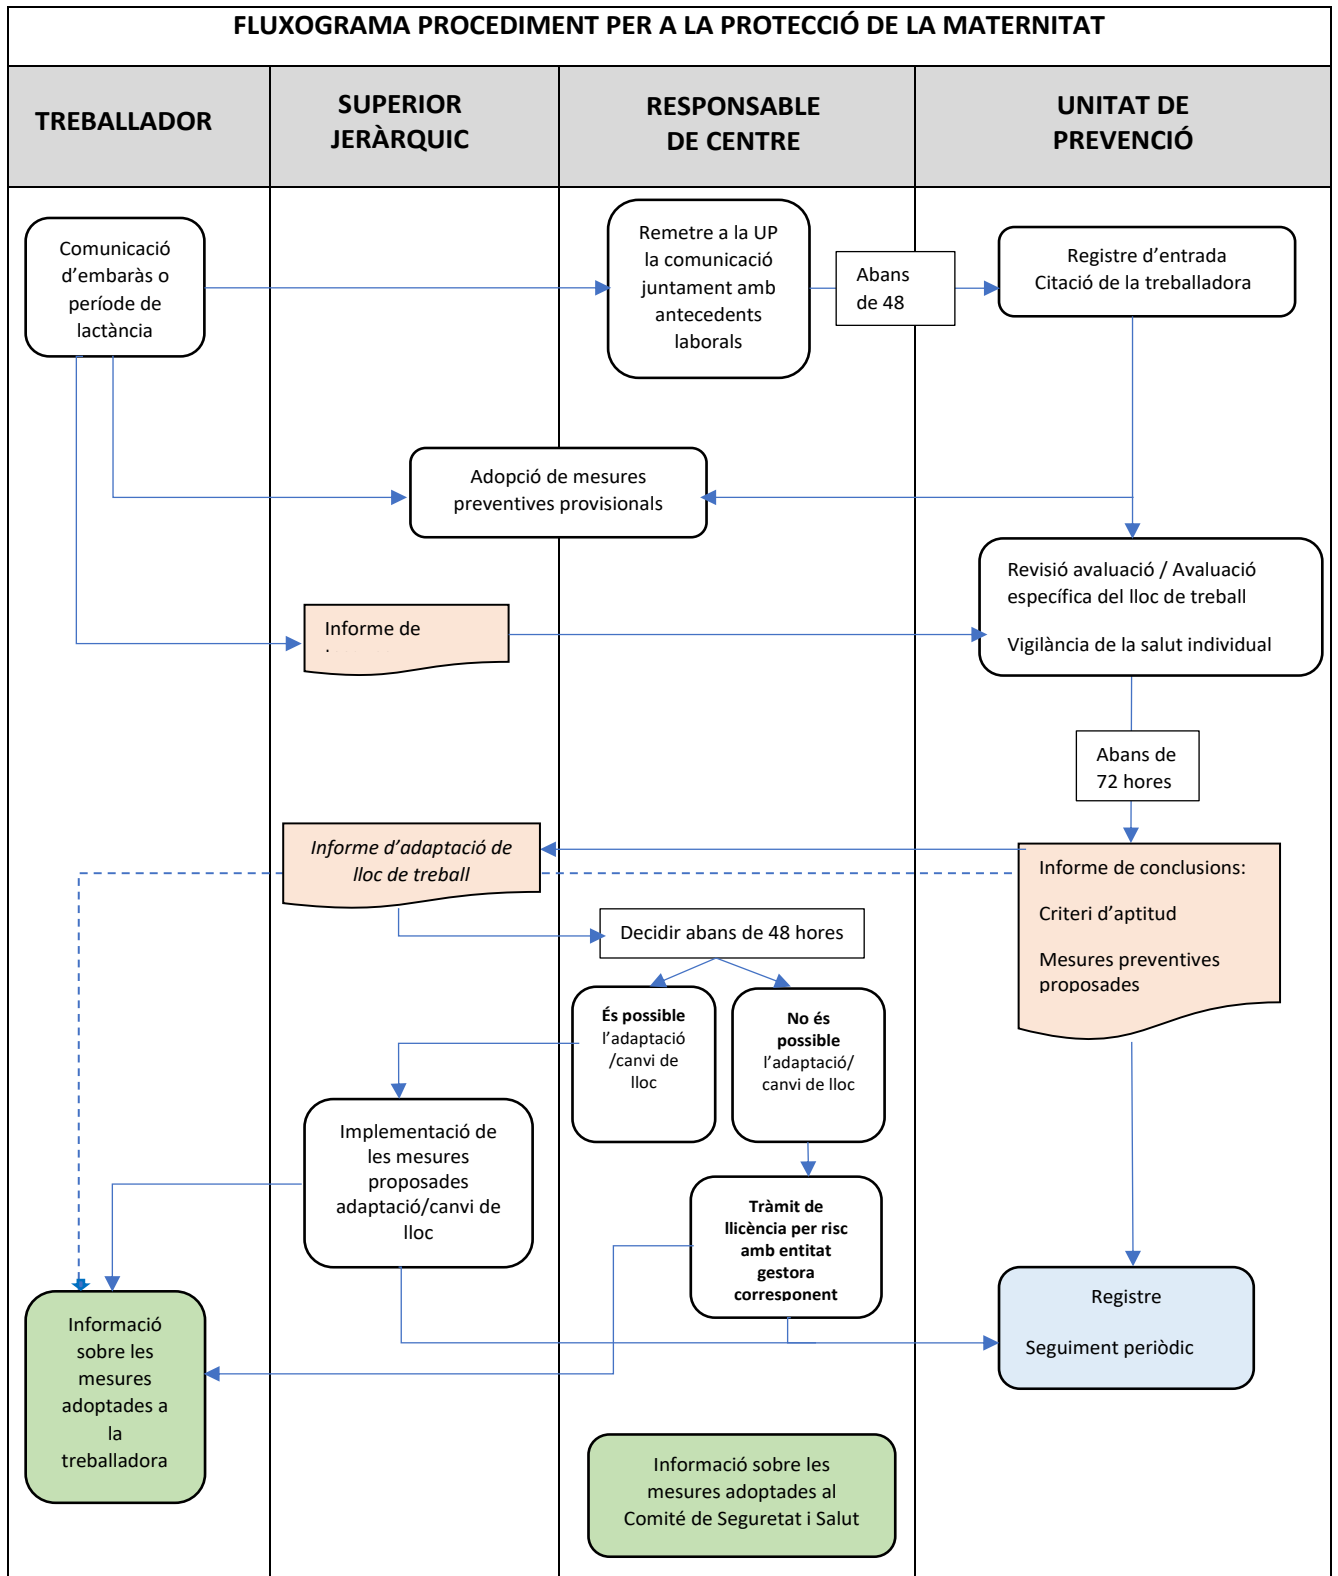 FLUXOGRAMA PROCEDIMENT PER A LA PROTECCIÓ DE LA MATERNITAT
TREBALLADOR
SUPERIOR
JERÀRQUIC
RESPONSABLE
DE CENTRE
UNITAT DE
PREVENCIÓ
Comunicació
d'embaràs o
període de
lactància
Remetre a la UP
la comunicació
juntament amb
antecedents
laborals
Abans
de 48
Registre d'entrada
Citació de la treballadora
Adopció de mesures
preventives provisionals
Revisió avaluació / Avaluació
específica del lloc de treball
Vigilància de la salut individual
Informe de
Abans de
72 hores
Informe d'adaptació de
lloc de treball
Informe de conclusions:
Criteri d'aptitud
Mesures preventives
proposades
Decidir abans de 48 hores
És possible
l'adaptació
/canvi de
lloc
No és
possible
l'adaptació/
canvi de lloc
Implementació de
les mesures
proposades
adaptació/canvi de
lloc
Tràmit de
llicència per risc
amb entitat
gestora
corresponent
Registre
Seguiment periòdic
Informació
sobre les
mesures
adoptades a
la
treballadora
Informació sobre les
mesures adoptades al
Comité de Seguretat i Salut